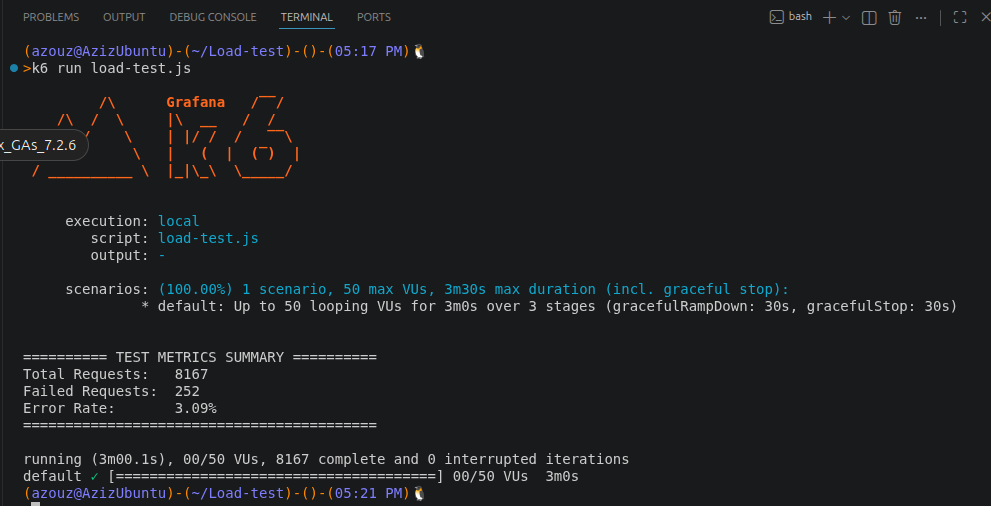 PROBLEMS OUTPUT DEBUG CONSOLE TERMINAL PORTS bash
(azouz@AzizUbuntu)-(~/Load-test)-()-(05:17 PM)🐧
>k6 run load-test.js
Grafana
x_GAs_7.2.6
execution: local
script: load-test.js
output: -
scenarios: (100.00%) 1 scenario, 50 max VUs, 3m30s max duration (incl. graceful stop):
* default: Up to 50 looping VUs for 3m0s over 3 stages (gracefulRampDown: 30s, gracefulStop: 30s)
========== TEST METRICS SUMMARY ==========
Total Requests: 8167
Failed Requests: 252
Error Rate: 3.09%
==========================================
running (3m00.1s), 00/50 VUs, 8167 complete and 0 interrupted iterations
default ✓ [======================================] 00/50 VUs 3m0s
(azouz@AzizUbuntu)-(~/Load-test)-()-(05:21 PM)🐧